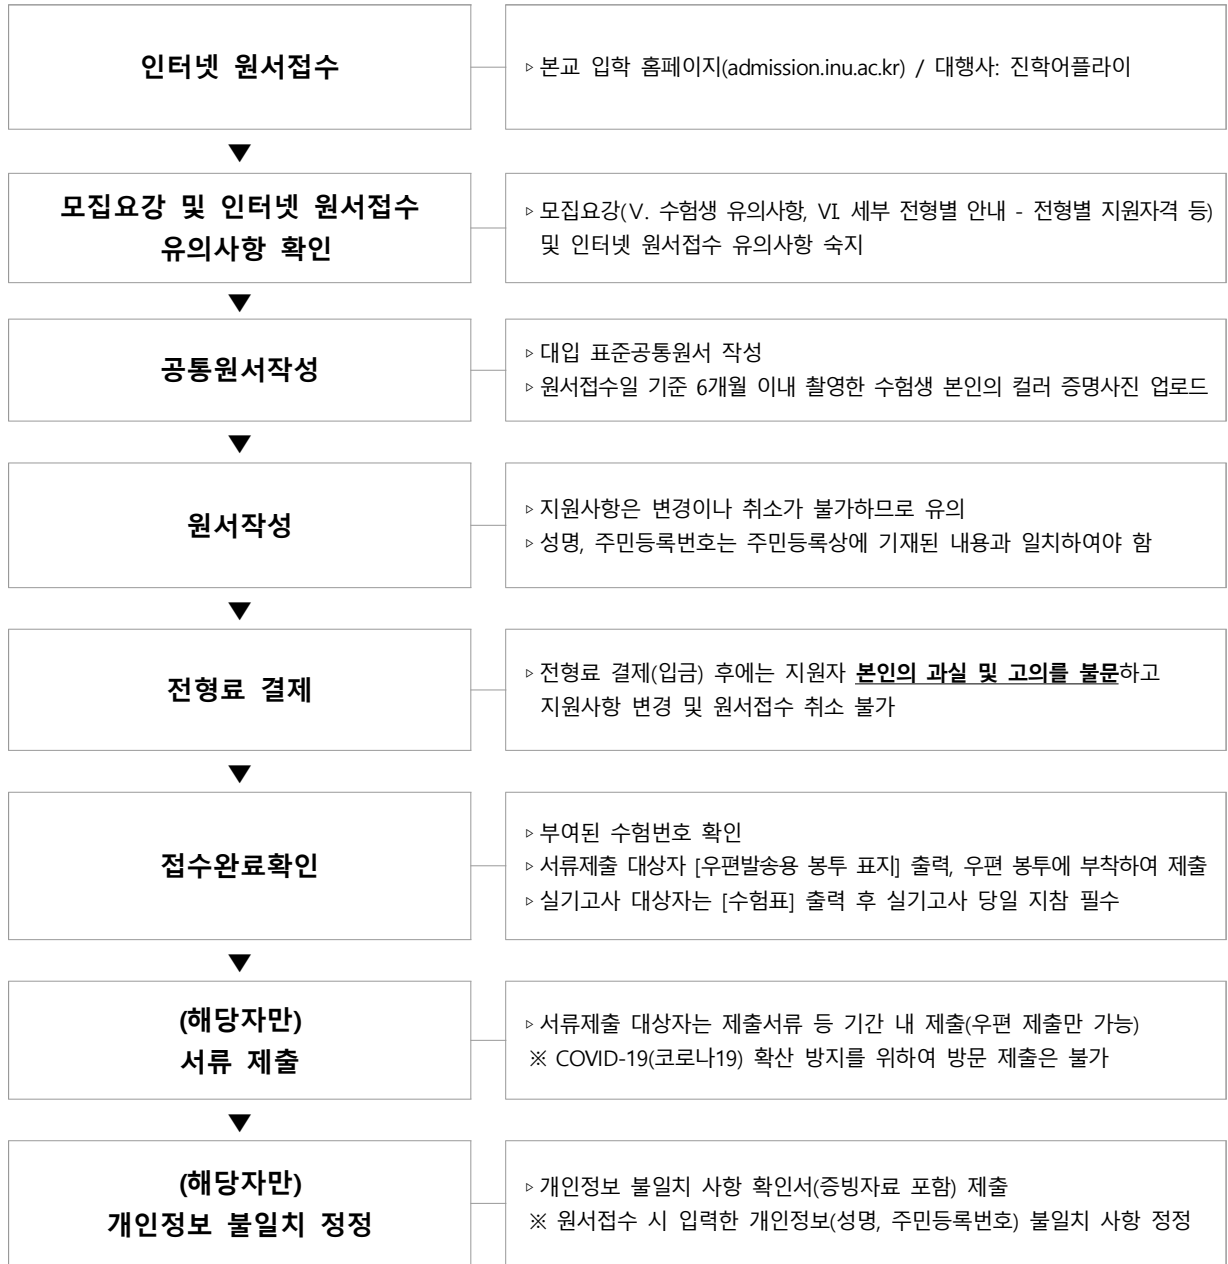 인터넷 원서접수
▹본교 입학 홈페이지(admission.inu.ac.kr) / 대행사: 진학어플라이
▼
모집요강 및 인터넷 원서접수
유의사항 확인
▹모집요강(Ⅴ. 수험생 유의사항, Ⅵ 세부 전형별 안내 - 전형별 지원자격 등)
및 인터넷 원서접수 유의사항 숙지
▼
공통원서작성
▹대입 표준공통원서 작성
▹원서접수일 기준 6개월 이내 촬영한 수험생 본인의 컬러 증명사진 업로드
▼
원서작성
▹지원사항은 변경이나 취소가 불가하므로 유의
▹성명, 주민등록번호는 주민등록상에 기재된 내용과 일치하여야 함
▼
전형료 결제
▹전형료 결제(입금) 후에는 지원자 본인의 과실 및 고의를 불문하고
지원사항 변경 및 원서접수 취소 불가
▼
접수완료확인
▹부여된 수험번호 확인
▹서류제출 대상자 [우편발송용 봉투 표지] 출력, 우편 봉투에 부착하여 제출
▹실기고사 대상자는 [수험표] 출력 후 실기고사 당일 지참 필수
▼
(해당자만)
서류 제출
▹서류제출 대상자는 제출서류 등 기간 내 제출(우편 제출만 가능)
※ COVID-19(코로나19) 확산 방지를 위하여 방문 제출은 불가
▼
(해당자만)
개인정보 불일치 정정
▹개인정보 불일치 사항 확인서(증빙자료 포함) 제출
※ 원서접수 시 입력한 개인정보(성명, 주민등록번호) 불일치 사항 정정